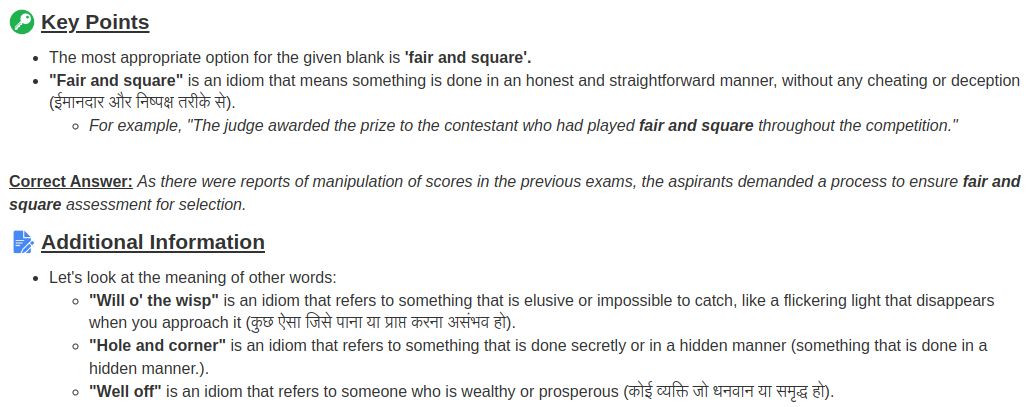 Key Points
• The most appropriate option for the given blank is 'fair and square'.
• "Fair and square" is an idiom that means something is done in an honest and straightforward manner, without any cheating or deception
(ईमानदार और निष्पक्ष तरीके से).
◦ For example, "The judge awarded the prize to the contestant who had played fair and square throughout the competition."
Correct Answer: As there were reports of manipulation of scores in the previous exams, the aspirants demanded a process to ensure fair and
square assessment for selection.
Additional Information
• Let's look at the meaning of other words:
◦ "Will o' the wisp" is an idiom that refers to something that is elusive or impossible to catch, like a flickering light that disappears
when you approach it (कुछ ऐसा जिसे पाना या प्राप्त करना असंभव हो).
◦ "Hole and corner" is an idiom that refers to something that is done secretly or in a hidden manner (something that is done in a
hidden manner.).
◦ "Well off" is an idiom that refers to someone who is wealthy or prosperous (कोई व्यक्ति जो धनवान या समृद्ध हो).